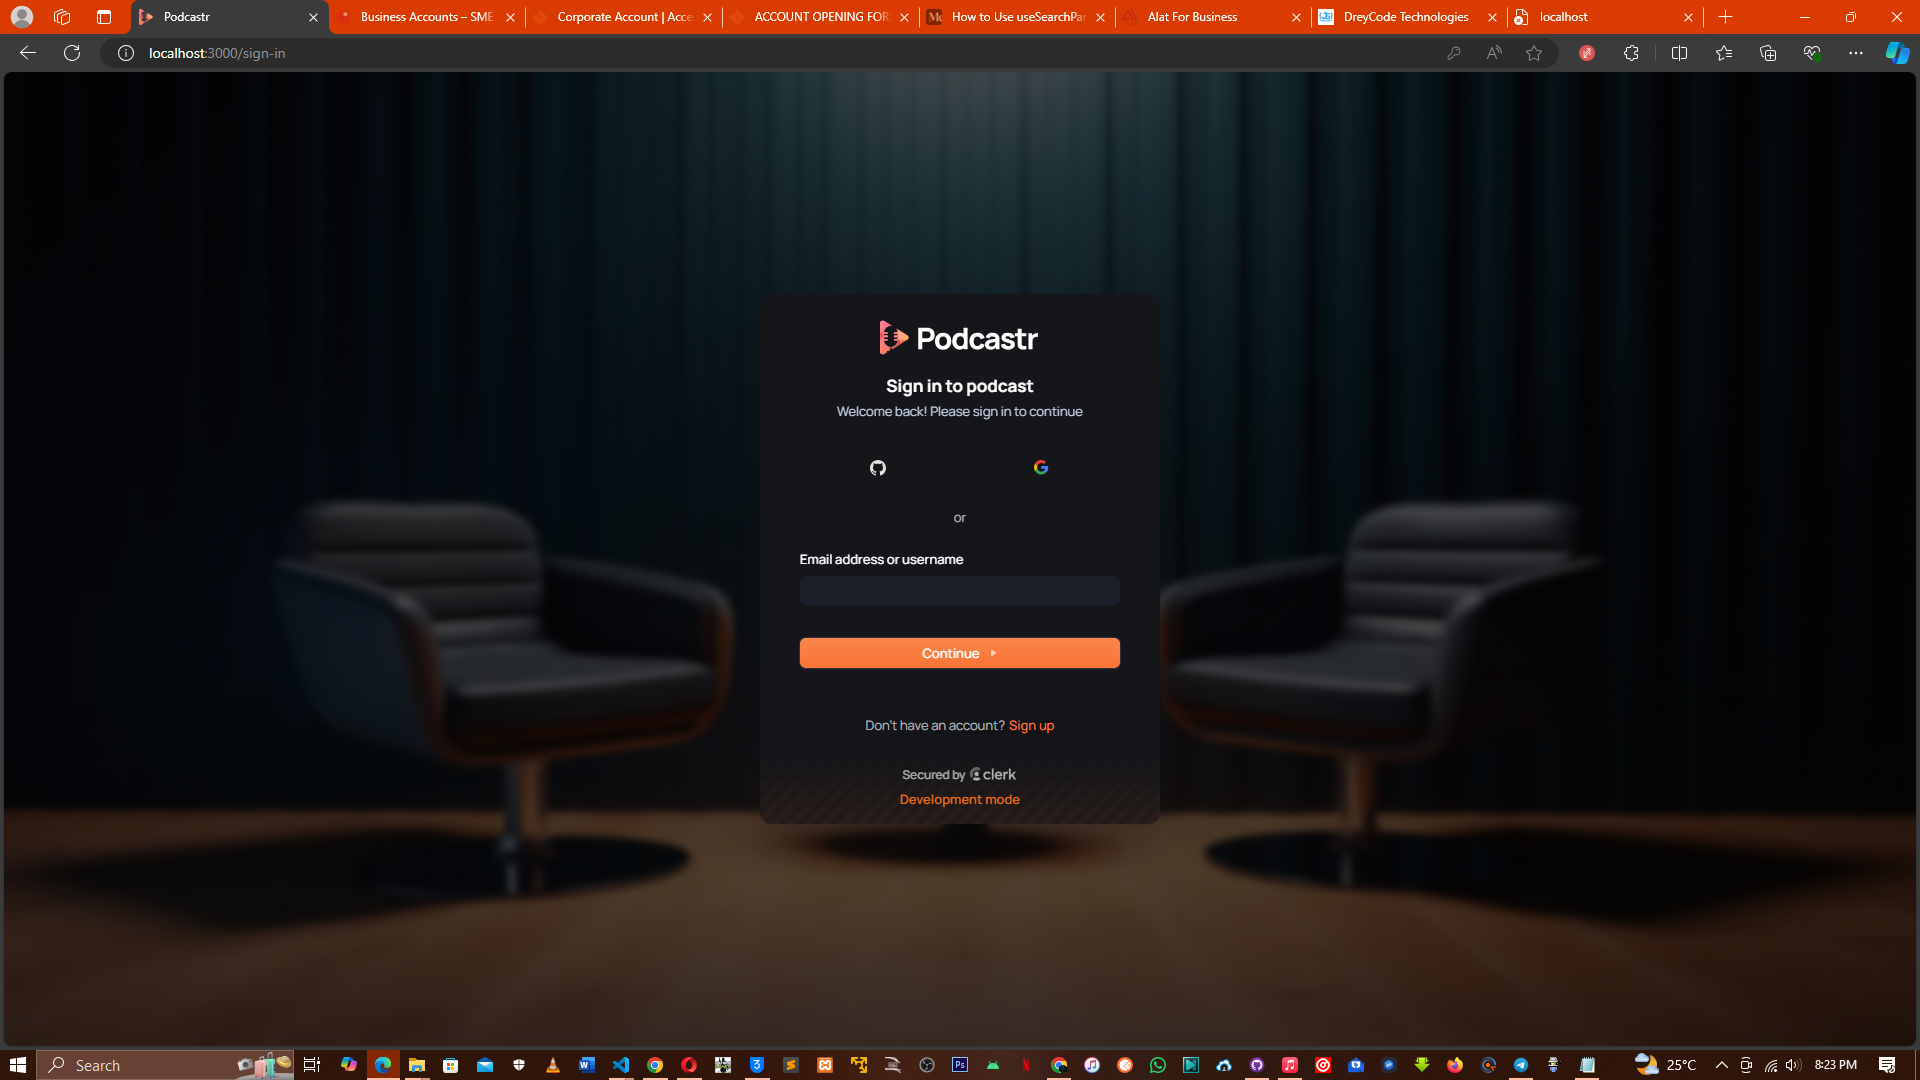 Podcastr
Business Accounts – SME
Corporate Account | Acce
ACCOUNT OPENING FOR
How to Use useSearchPar
Alat For Business
DreyCode Technologies
localhost
localhost:3000/sign-in
Podcastr
Sign in to podcast
Welcome back! Please sign in to continue
or
Email address or username
Continue
Don't have an account? Sign up
Secured by clerk
Development mode
Search
25°C
8:23 PM